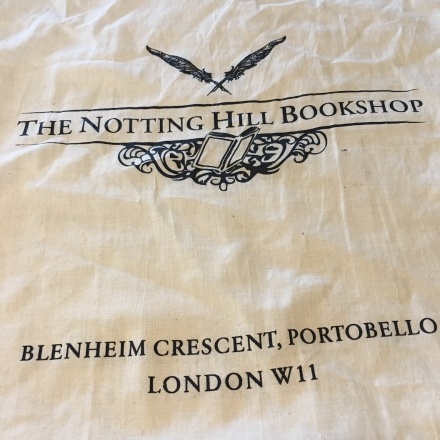 THE NOTTING HILL BOOKSHOP
BLENHEIM CRESCENT, PORTOBELLO
LONDON W11